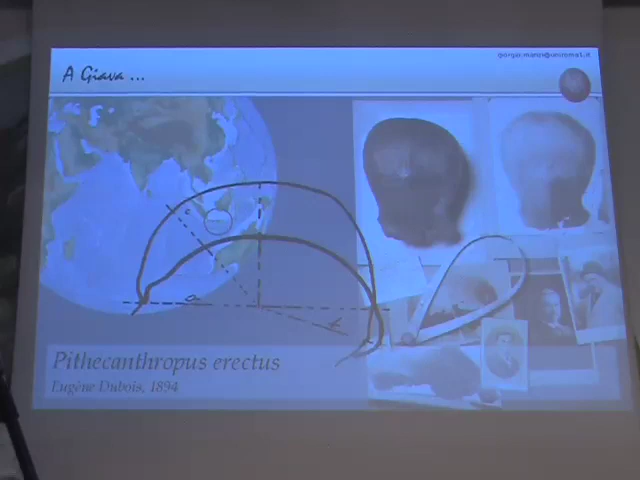 A Giava ...
a
Pithecanthropus erectus
Eugène Dubois, 1894